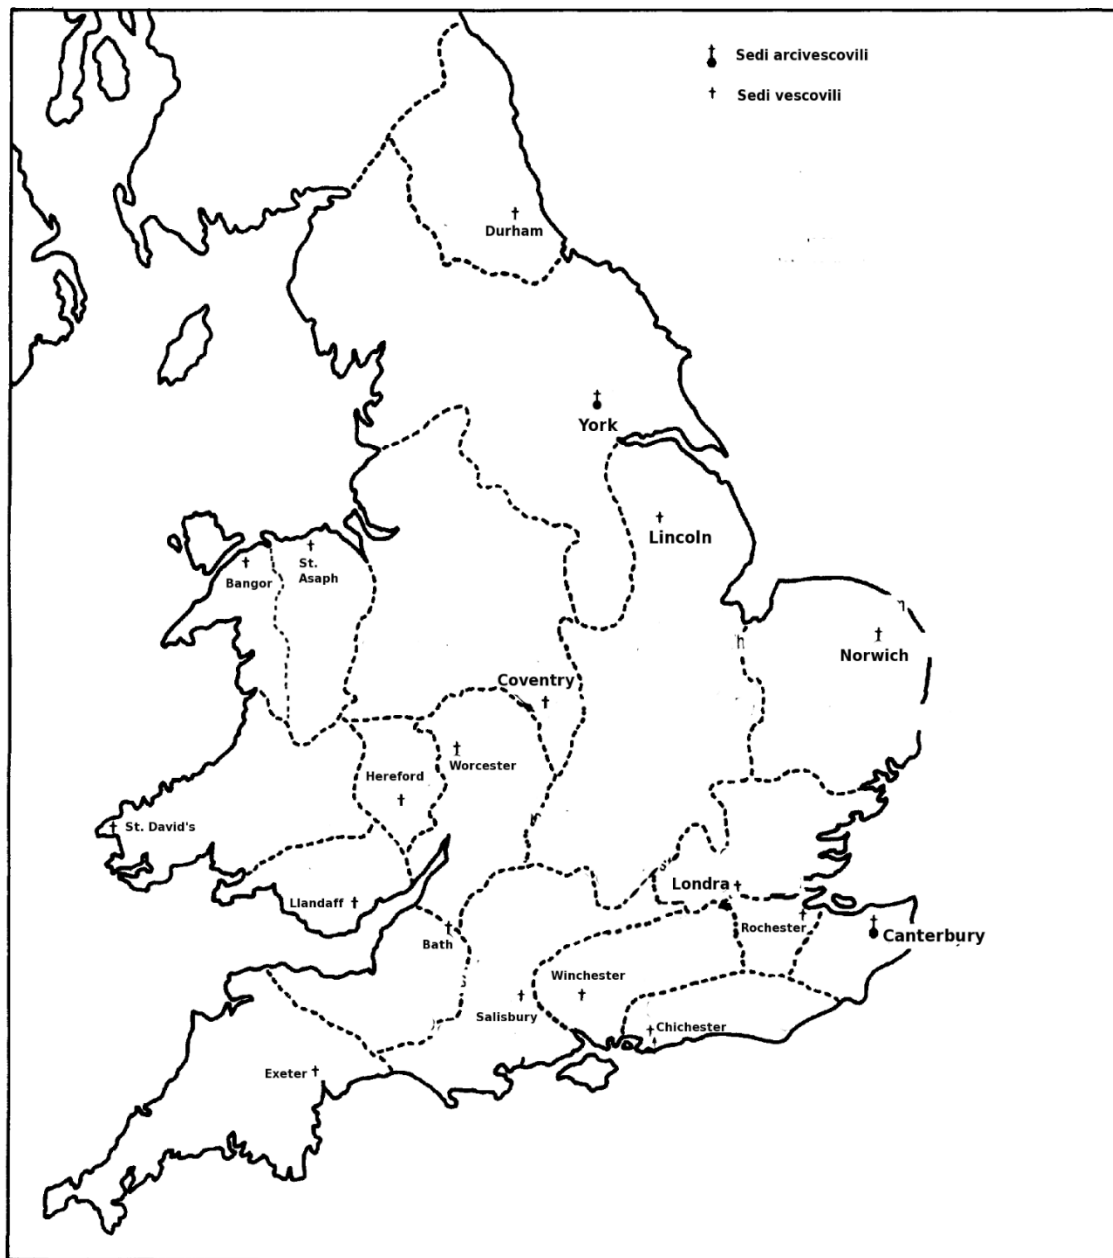 Sedi arcivescovili
Sedi vescovili
Durham
York
Lincoln
St.
Asaph
Bangor
Norwich
Coventry
Worcester
Hereford
St. David's
Londra
Llandaff
Rochester
Canterbury
Bath
Winchester
Salisbury
Chichester
Exeter